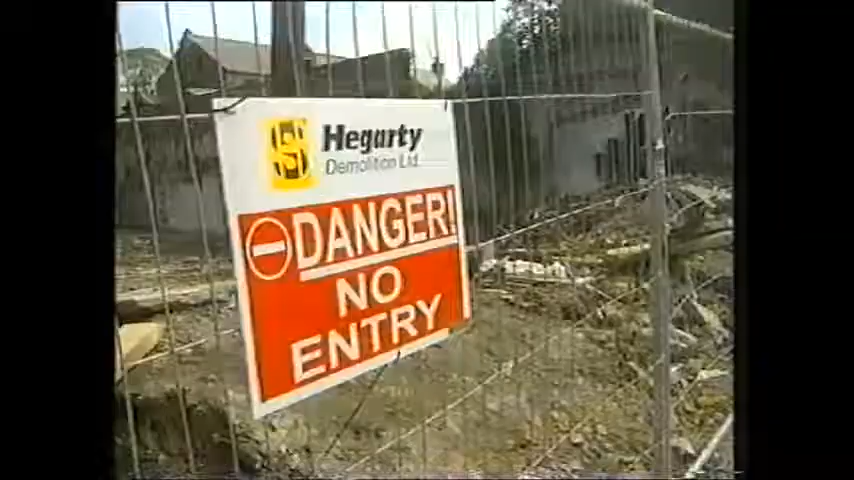 Hegarty
Demolition Ltd.
DANGER!
NO
ENTRY